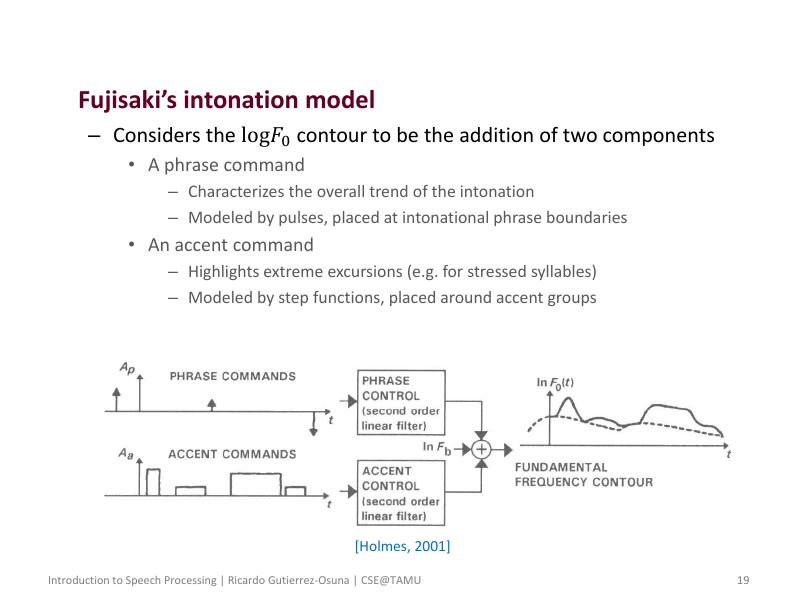 Fujisaki's intonation model
– Considers the logF0 contour to be the addition of two components
• A phrase command
– Characterizes the overall trend of the intonation
– Modeled by pulses, placed at intonational phrase boundaries
• An accent command
– Highlights extreme excursions (e.g. for stressed syllables)
– Modeled by step functions, placed around accent groups
Ap
PHRASE COMMANDS
t
PHRASE
CONTROL
(second order
linear filter)
ln F0(t)
t
Aa
ACCENT COMMANDS
t
ln Fb
+
ACCENT
CONTROL
(second order
linear filter)
FUNDAMENTAL
FREQUENCY CONTOUR
[Holmes, 2001]
Introduction to Speech Processing | Ricardo Gutierrez-Osuna | CSE@TAMU
19